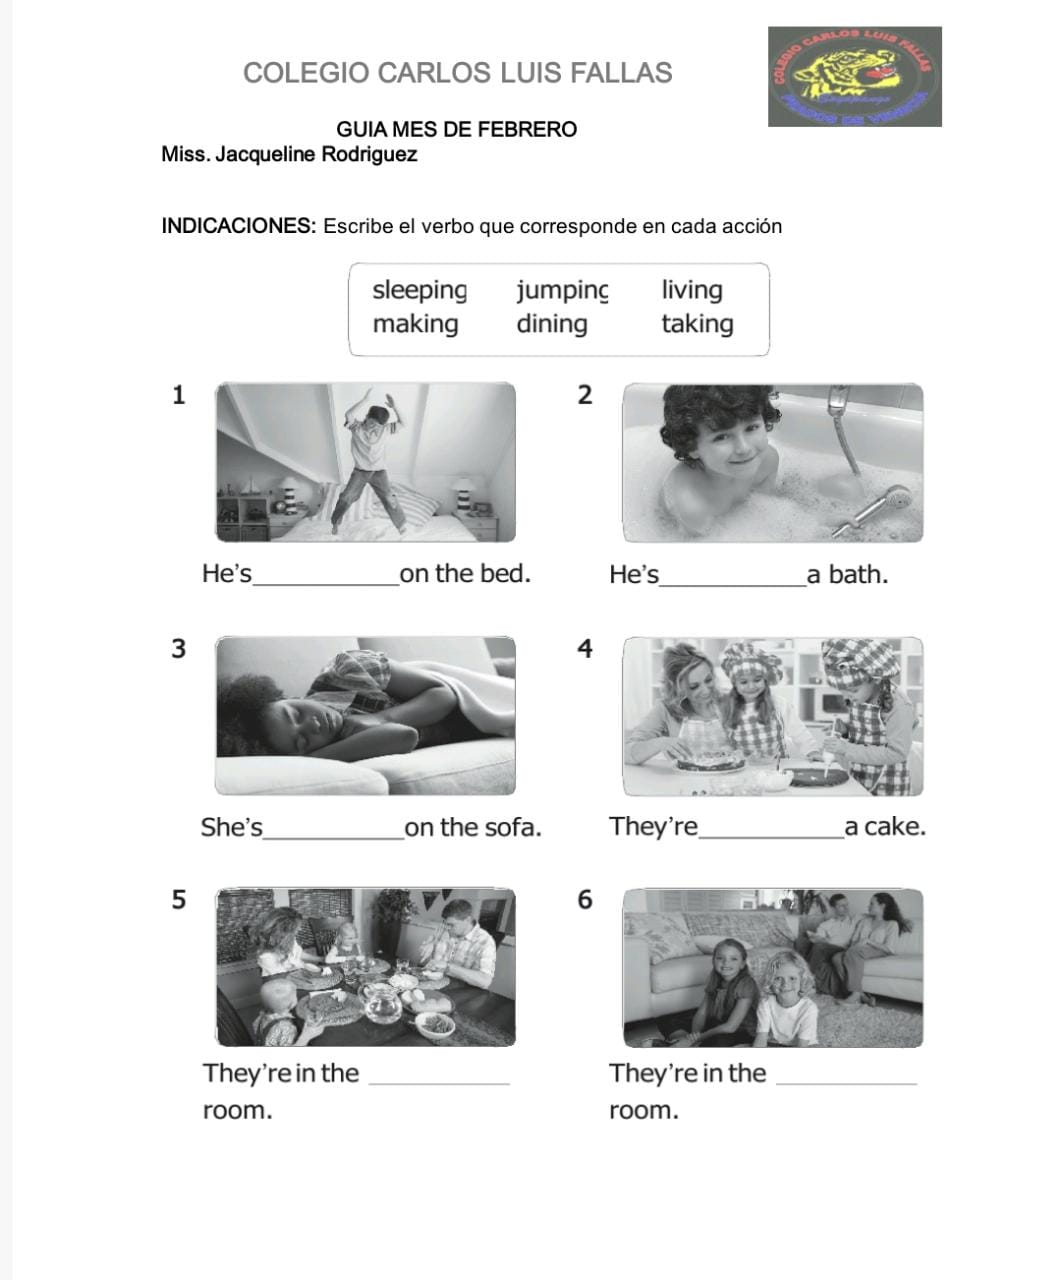 COLEGIO CARLOS LUIS FALLAS
COLEGIO CARLOS LUIS FALLAS
GUIA MES DE FEBRERO
Miss. Jacqueline Rodriguez
INDICACIONES: Escribe el verbo que corresponde en cada acción
sleeping jumping living
making dining taking
1
2
He's__________on the bed.
He's__________a bath.
3
4
She's__________on the sofa.
They're__________a cake.
5
6
They're in the __________
room.
They're in the __________
room.